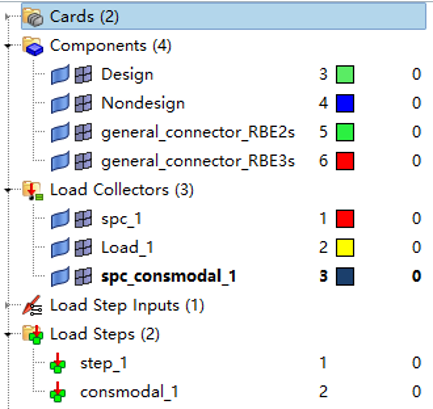 Cards (2)
Components (4)
Design 3 0
Nondesign 4 0
general_connector_RBE2s 5 0
general_connector_RBE3s 6 0
Load Collectors (3)
spc_1 1 0
Load_1 2 0
spc_consmodal_1 3 0
Load Step Inputs (1)
Load Steps (2)
step_1 1 0
consmodal_1 2 0